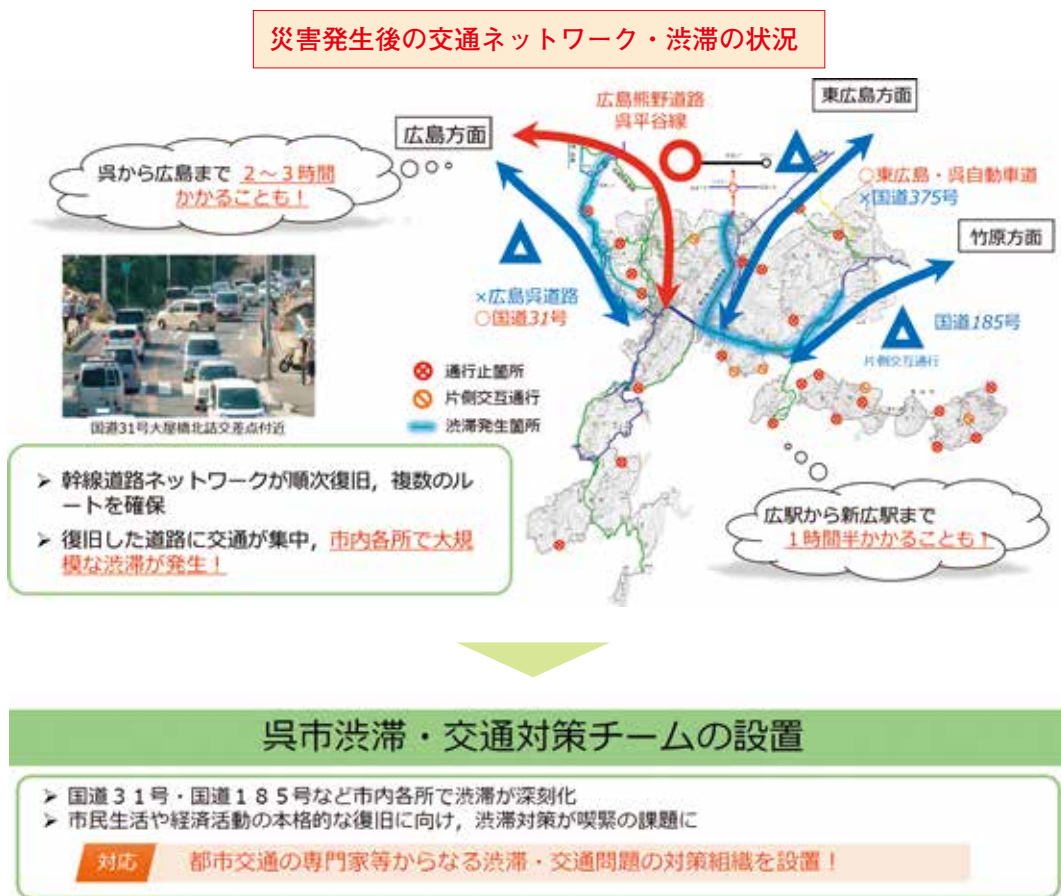 災害発生後の交通ネットワーク・渋滞の状況
広島熊野道路
呉平谷線
東広島方面
広島方面
呉から広島まで 2～3時間
かかることも！
○東広島・呉自動車道
×国道375号
竹原方面
×広島呉道路
○国道31号
国道185号
片側交互通行
通行止箇所
片側交互通行
渋滞発生箇所
国道31号大屋橋北詰交差点付近
➢ 幹線道路ネットワークが順次復旧，複数のル
ートを確保
➢ 復旧した道路に交通が集中，市内各所で大規
模な渋滞が発生！
広駅から新広駅まで
１時間半かかることも！
呉市渋滞・交通対策チームの設置
➢ 国道３１号・国道１８５号など市内各所で渋滞が深刻化
➢ 市民生活や経済活動の本格的な復旧に向け，渋滞対策が喫緊の課題に
対応 都市交通の専門家等からなる渋滞・交通問題の対策組織を設置！